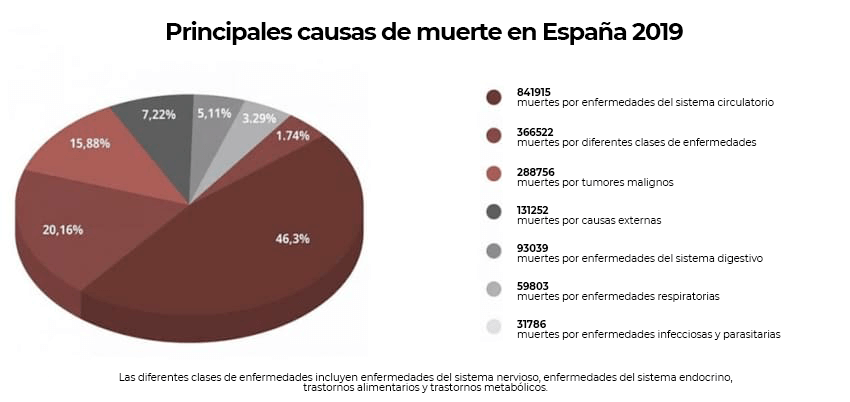 Principales causas de muerte en España 2019
7,22%
5,11%
3.29%
1.74%
15,88%
20,16%
46,3%
841915
muertes por enfermedades del sistema circulatorio
366522
muertes por diferentes clases de enfermedades
288756
muertes por tumores malignos
131252
muertes por causas externas
93039
muertes por enfermedades del sistema digestivo
59803
muertes por enfermedades respiratorias
31786
muertes por enfermedades infecciosas y parasitarias
Las diferentes clases de enfermedades incluyen enfermedades del sistema nervioso, enfermedades del sistema endocrino,
trastornos alimentarios y trastornos metabólicos.